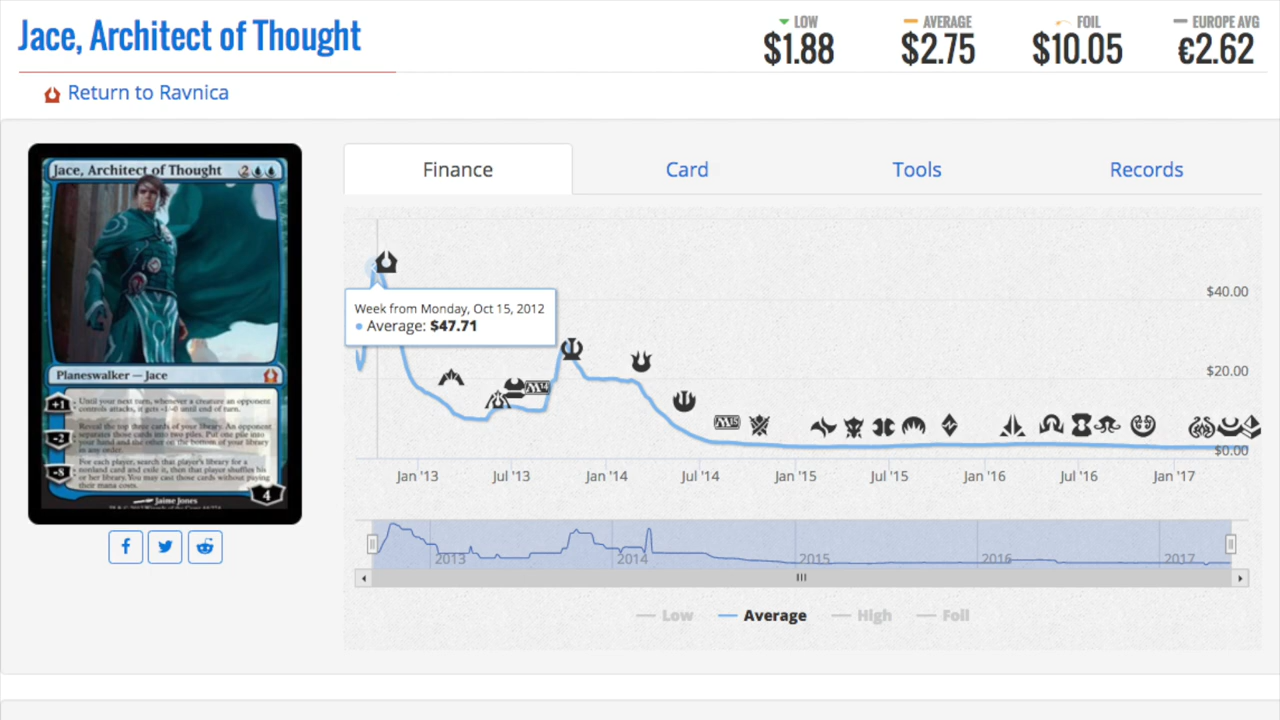 Jace, Architect of Thought
LOW
$1.88
AVERAGE
$2.75
FOIL
$10.05
EUROPE AVG
€2.62
Return to Ravnica
Jace, Architect of Thought 2
Planeswalker — Jace
+1 : Until your next turn, whenever a creature an opponent
controls attacks, it gets -1/-0 until end of turn.
-2 : Reveal the top three cards of your library. An opponent
separates those cards into two piles. Put one pile into
your hand and the other on the bottom of your library
in any order.
-8 : For each player, search that player's library for a
nonland card and exile it, then that player shuffles his
or her library. You may cast those cards without paying
their mana costs.
4
Jaime Jones
Finance
Card
Tools
Records
Week from Monday, Oct 15, 2012
Average: $47.71
$40.00
$20.00
$0.00
M14
M15
Jan '13
Jul '13
Jan '14
Jul '14
Jan '15
Jul '15
Jan '16
Jul '16
Jan '17
2013
2014
2015
2016
2017
Low
Average
High
Foil